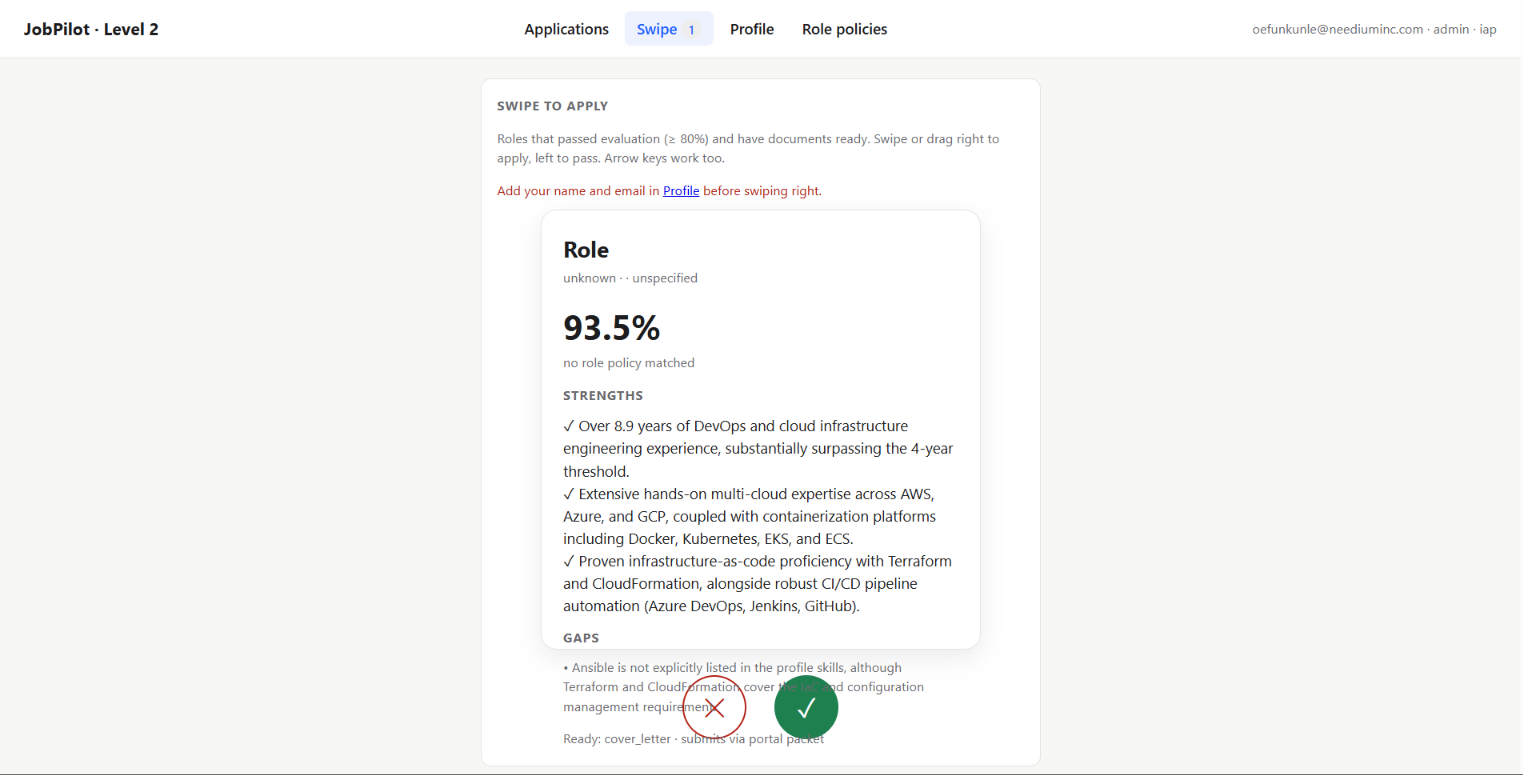 JobPilot · Level 2
Applications
Swipe 1
Profile
Role policies
oefunkunle@neediuminc.com · admin · iap
SWIPE TO APPLY
Roles that passed evaluation (≥ 80%) and have documents ready. Swipe or drag right to
apply, left to pass. Arrow keys work too.
Add your name and email in Profile before swiping right.
Role
unknown · · unspecified
93.5%
no role policy matched
STRENGTHS
✓ Over 8.9 years of DevOps and cloud infrastructure
engineering experience, substantially surpassing the 4-year
threshold.
✓ Extensive hands-on multi-cloud expertise across AWS,
Azure, and GCP, coupled with containerization platforms
including Docker, Kubernetes, EKS, and ECS.
✓ Proven infrastructure-as-code proficiency with Terraform
and CloudFormation, alongside robust CI/CD pipeline
automation (Azure DevOps, Jenkins, GitHub).
GAPS
• Ansible is not explicitly listed in the profile skills, although
Terraform and CloudFormation cover the IaC and configuration
management requirement.
Ready: cover_letter · submits via portal packet